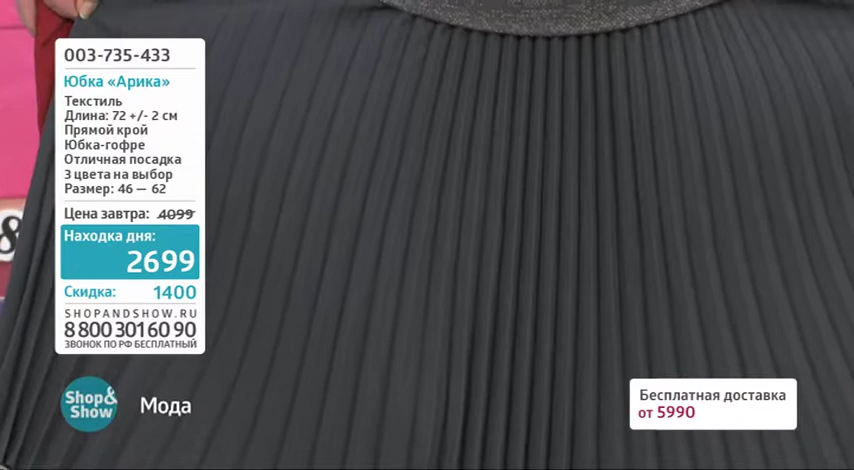 003-735-433
Юбка «Арика»
Текстиль
Длина: 72 +/- 2 см
Прямой крой
Юбка-гофре
Отличная посадка
3 цвета на выбор
Размер: 46 — 62
Цена завтра: 4099
Находка дня:
2699
Скидка: 1400
SHOPANDSHOW.RU
8 800 301 60 90
ЗВОНОК ПО РФ БЕСПЛАТНЫЙ
Shop&
Show
Мода
Бесплатная доставка
от 5990
&